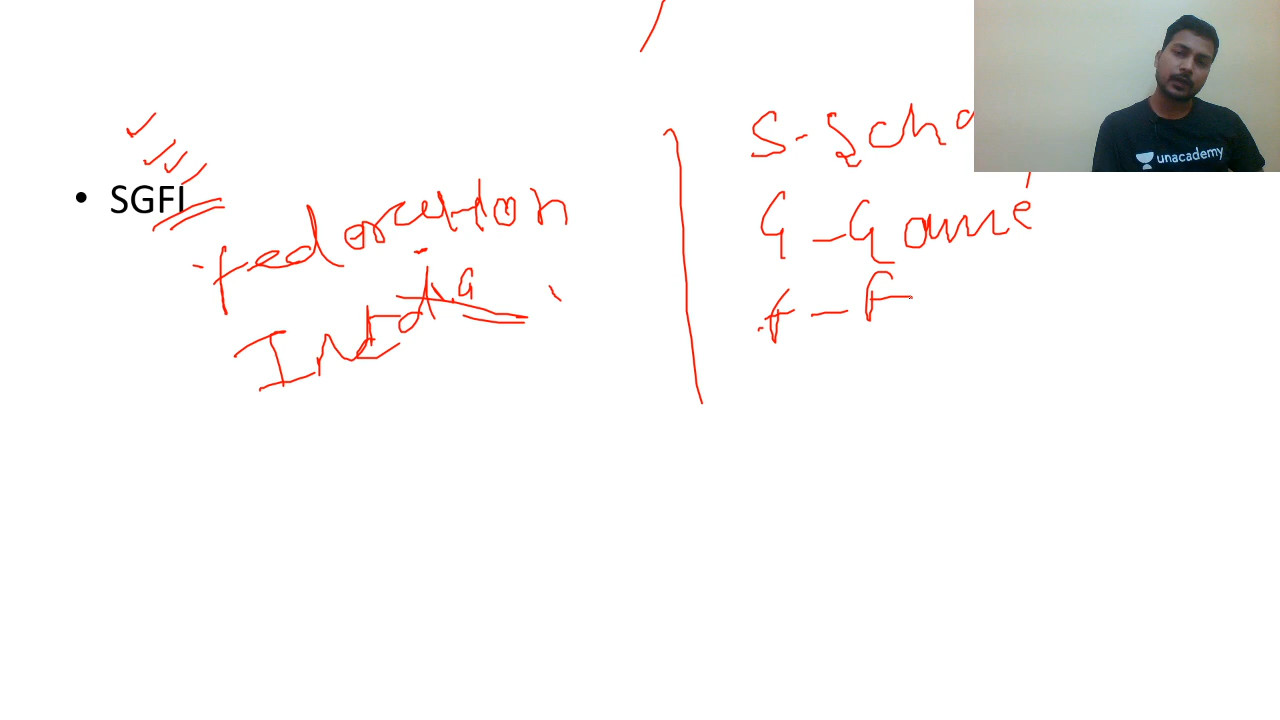 • SGFI
federation
India
S - Scho
G - Game
f - F
unacademy